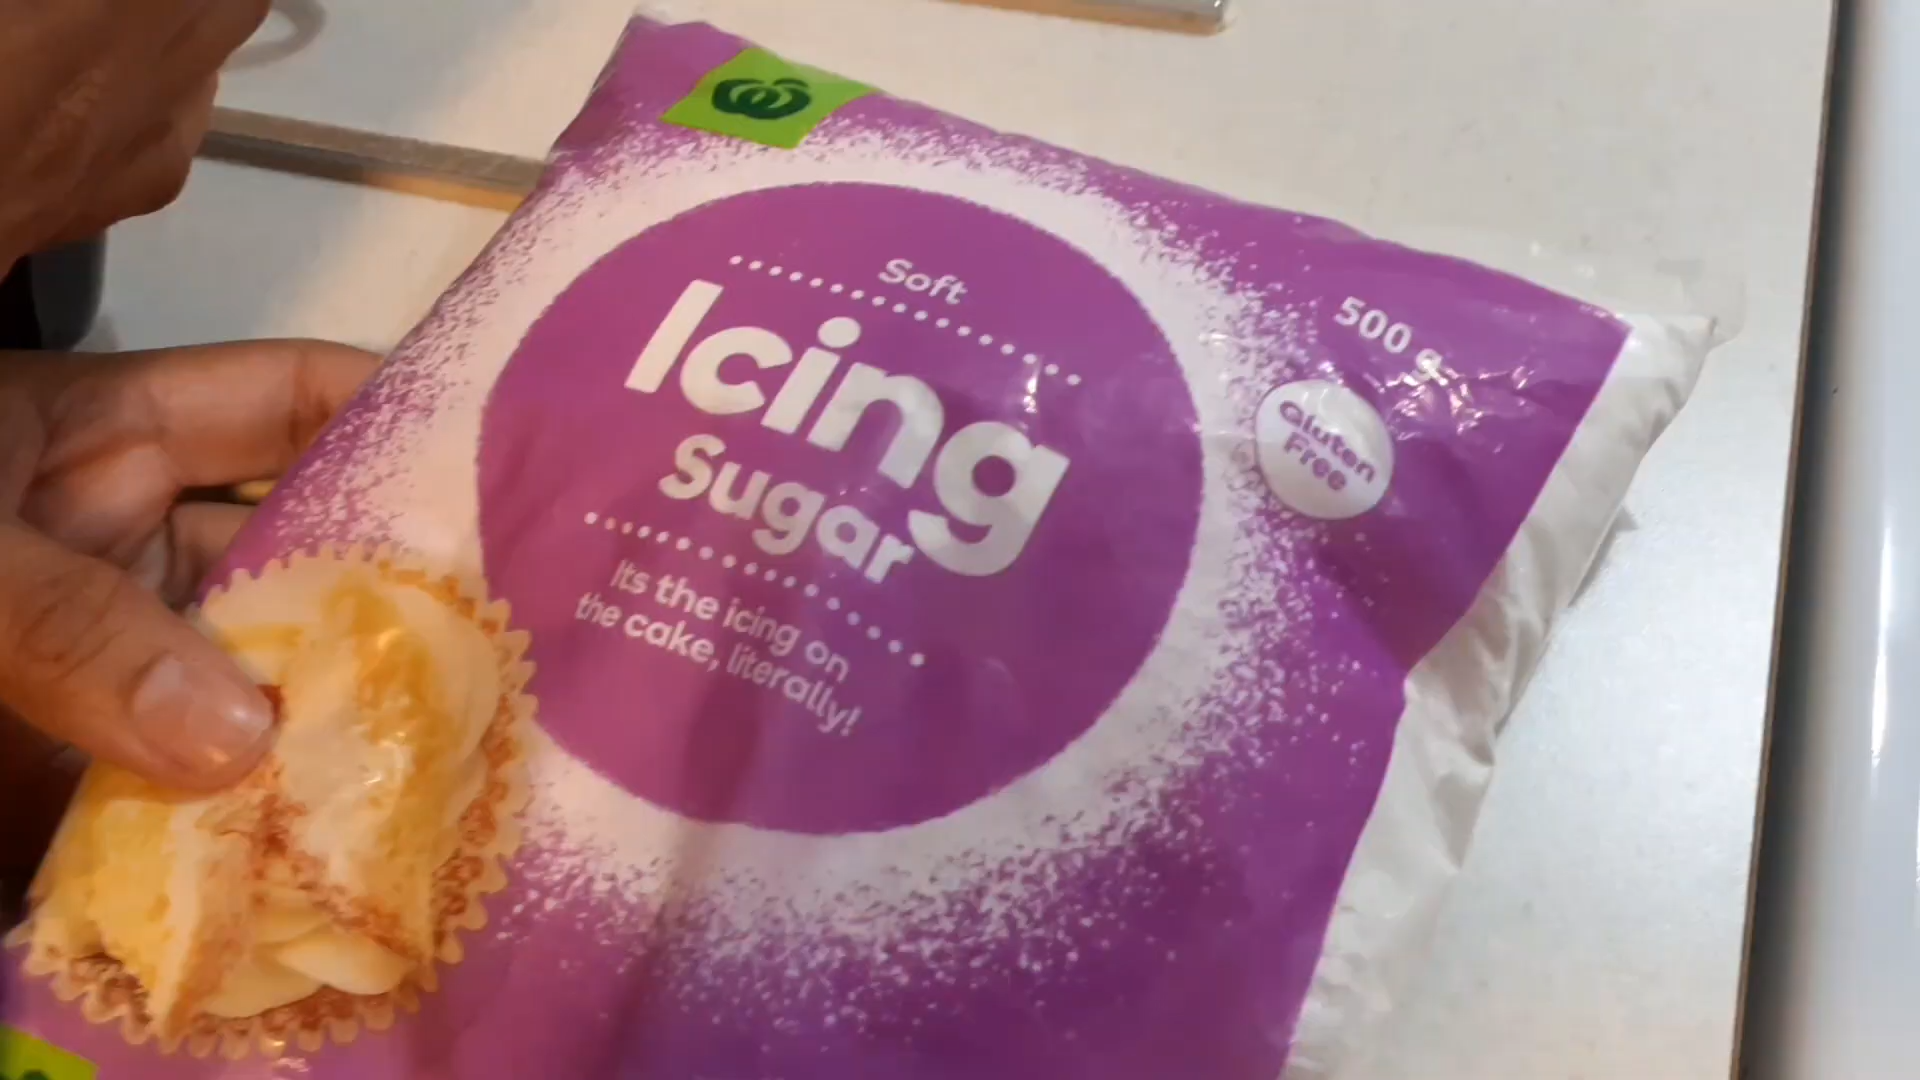 Soft
Icing
Sugar
Its the icing on
the cake, literally!
500 g
Gluten
Free